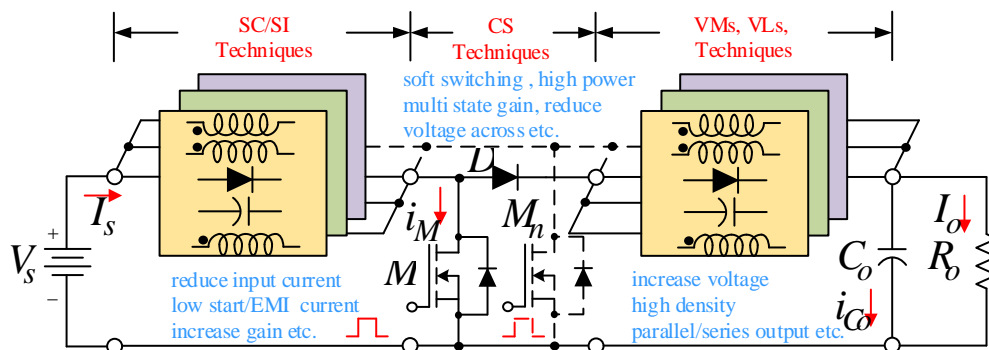 SC/SI
Techniques
CS
Techniques
VMs, VLs,
Techniques
soft switching , high power
multi state gain, reduce
voltage across etc.
D
I_s
i_M
M_n
I_o
+
V_s
−
M
C_o
R_o
i_Co
reduce input current
low start/EMI current
increase gain etc.
increase voltage
high density
parallel/series output etc.